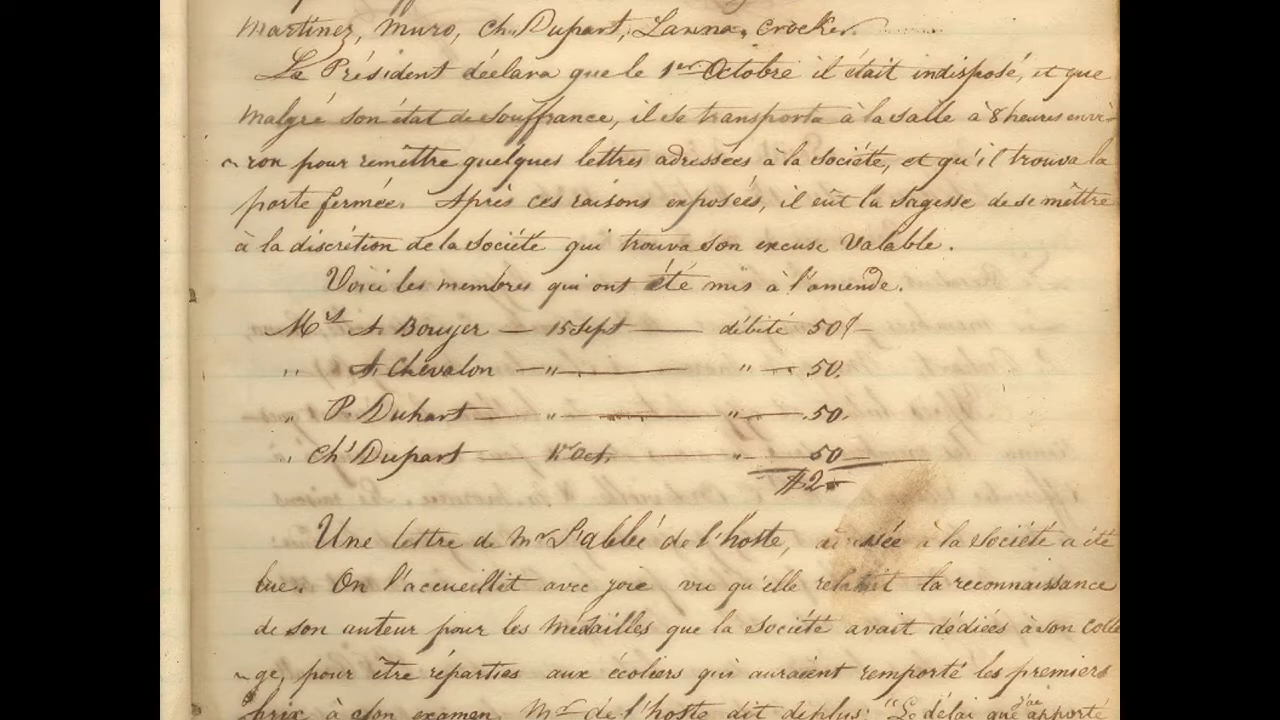 Martinez, Muro, Ch. Dupart, Lanna, Crocker.
Le Président déclara que le 1er Octobre il était indisposé, et que
malgré son état de souffrance, il se transporta à la salle à 8 heures envi-
ron pour remêttre quelques lettres adressées à la société, et qu'il trouva la
porte fermée. Après ces raisons exposées, il eût la sagesse de se mêttre
à la discrétion de la société qui trouva son excuse valable.
Voici les membres qui ont été mis à l'amende.
Mrs A. Bouyer — 15 Sept — débité 50
" A. Chevalon — " — " — 50.
" P. Duhart — " — " — 50.
" Chs Dupart — 1er Oct. — " — 50
$2—
Une lettre de Mr L'abbé de l'hoste, à la société a été
lue. On l'accueillit avec joie vu qu'elle relatait la reconnaissance
de son auteur pour les Médailles que la société avait dédiées à son collè
ge, pour être réparties aux écoliers qui auraient remporté les premiers
prix à son examen. Mr de l'hoste dit de plus: "Le délai que j'ai apporté